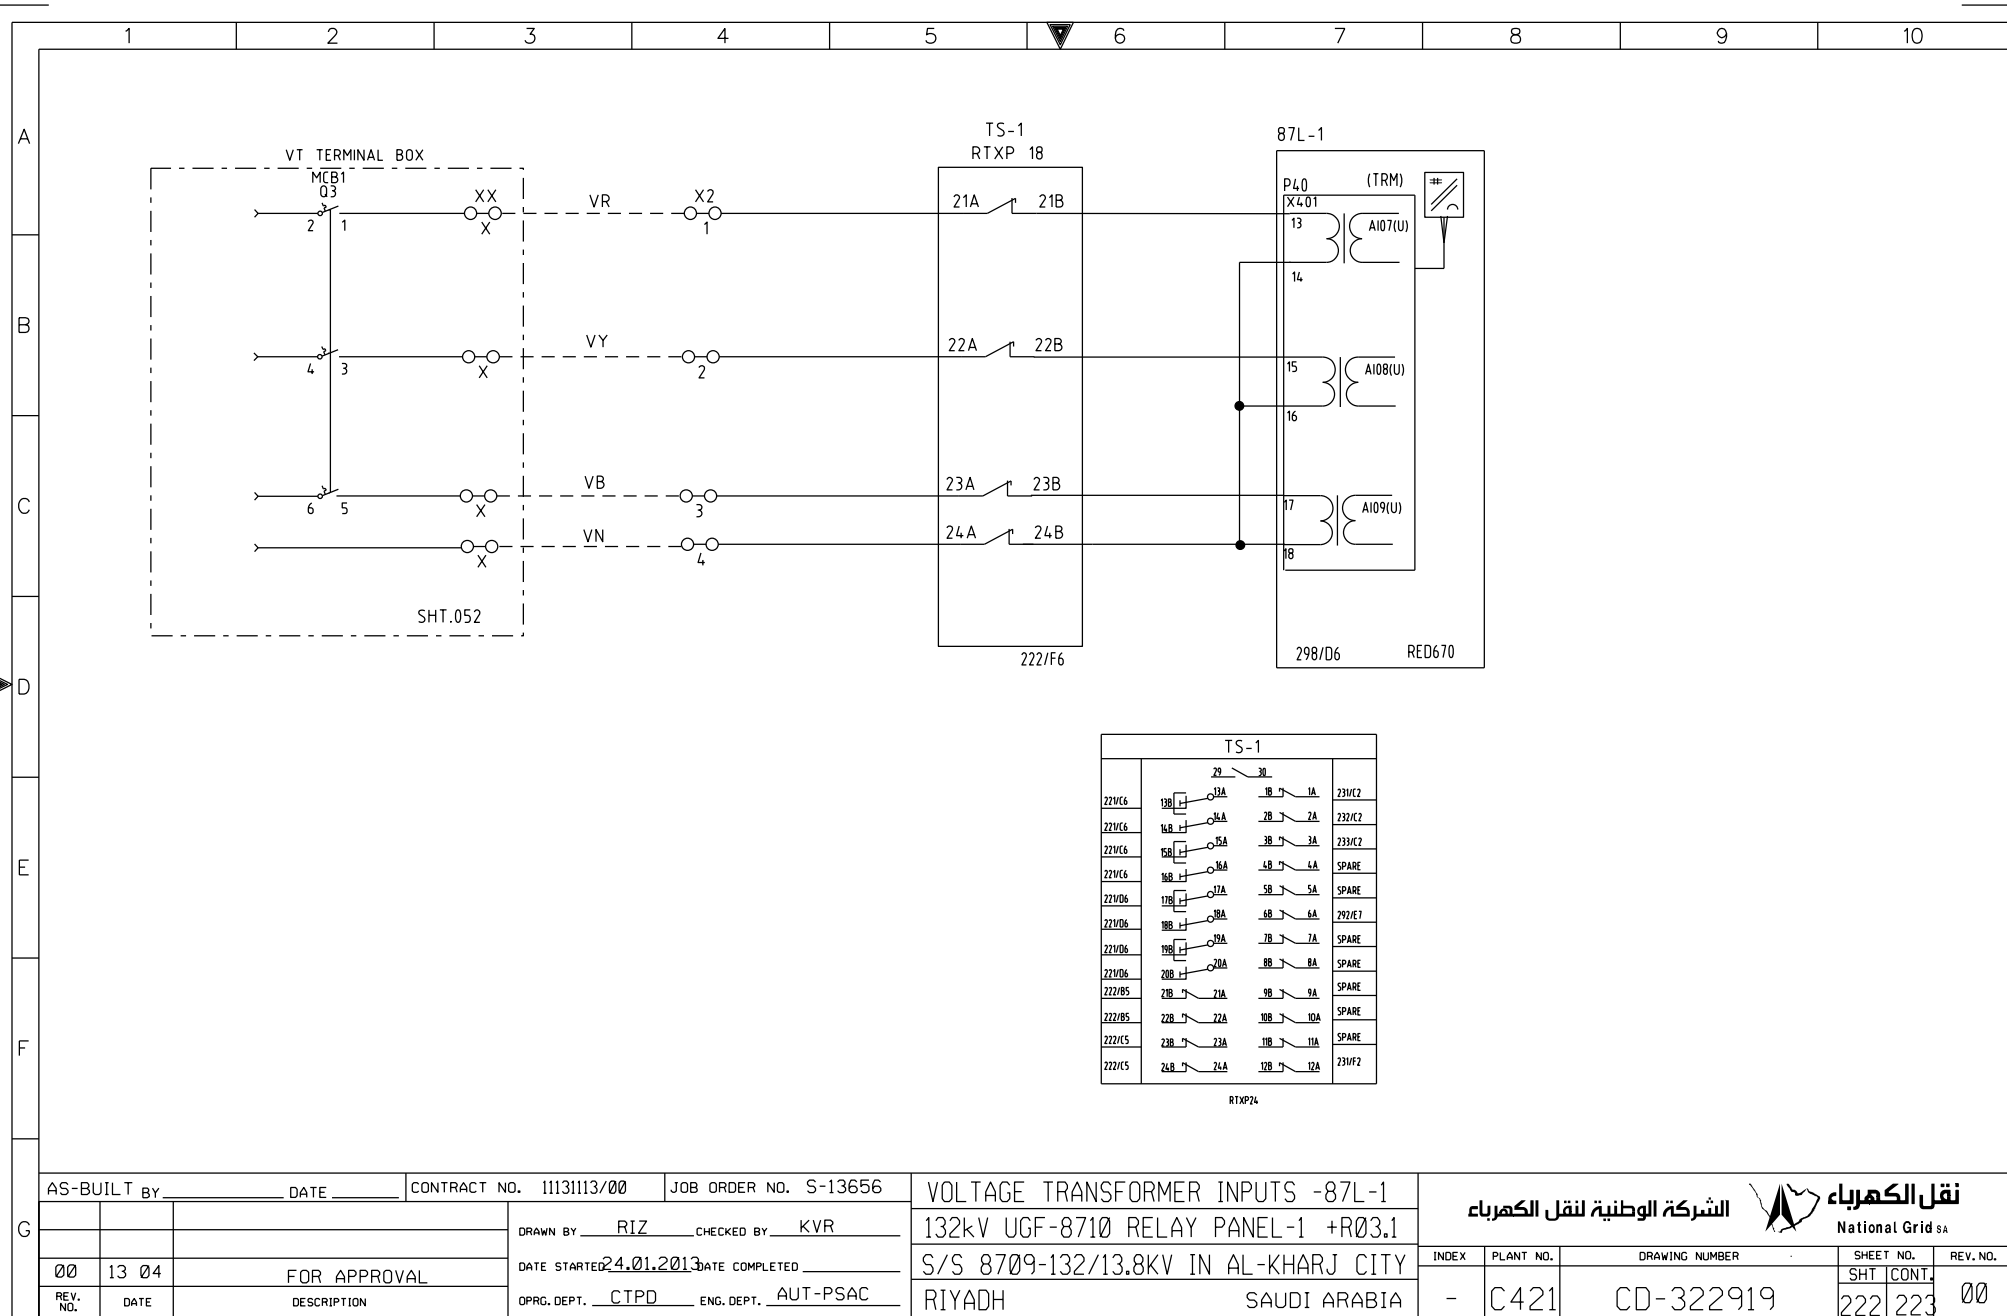 1 2 3 4 5 6 7 8 9 10
A
B
C
D
E
F
G
VT TERMINAL BOX
MCB1
Q3
2 1
4 3
6 5
XX
X
X
X
X
SHT.052
VR
VY
VB
VN
X2
1
2
3
4
TS-1
RTXP 18
21A 21B
22A 22B
23A 23B
24A 24B
222/F6
87L-1
P40 (TRM)
X401
#
13 AI07(U)
14
15 AI08(U)
16
17 AI09(U)
18
298/D6 RED670
TS-1
29 30
221/C6 13B 13A 1B 1A 231/C2
221/C6 14B 14A 2B 2A 232/C2
221/C6 15B 15A 3B 3A 233/C2
221/C6 16B 16A 4B 4A SPARE
221/D6 17B 17A 5B 5A SPARE
221/D6 18B 18A 6B 6A 292/E7
221/D6 19B 19A 7B 7A SPARE
221/D6 20B 20A 8B 8A SPARE
222/B5 21B 21A 9B 9A SPARE
222/B5 22B 22A 10B 10A SPARE
222/C5 23B 23A 11B 11A SPARE
222/C5 24B 24A 12B 12A 231/F2
RTXP24
AS-BUILT BY DATE
CONTRACT NO. 11131113/00
JOB ORDER NO. S-13656
00 13 04 FOR APPROVAL
REV. NO. DATE DESCRIPTION
DRAWN BY RIZ CHECKED BY KVR
DATE STARTED 24.01.2013 DATE COMPLETED
OPRG. DEPT. CTPD ENG. DEPT. AUT-PSAC
VOLTAGE TRANSFORMER INPUTS -87L-1
132kV UGF-8710 RELAY PANEL-1 +R03.1
S/S 8709-132/13.8KV IN AL-KHARJ CITY
RIYADH SAUDI ARABIA
الشركة الوطنية لنقل الكهرباء
نقل الكهرباء
National Grid SA
INDEX PLANT NO. DRAWING NUMBER SHEET NO. REV. NO.
SHT CONT.
- C421 CD-322919 222 223 00